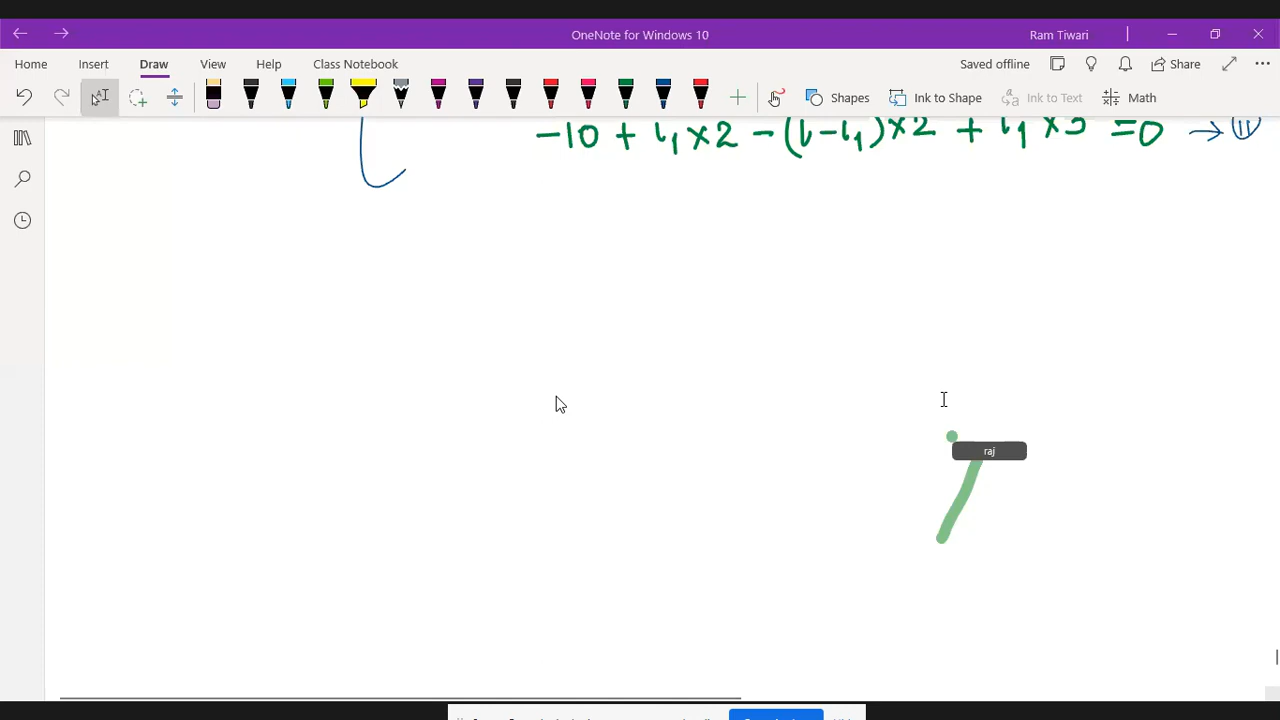 OneNote for Windows 10
Ram Tiwari
Home Insert Draw View Help Class Notebook
Saved offline
Share
Shapes
Ink to Shape
Ink to Text
Math
-10 + i₁×2 -(i-i₁)×2 + i₁×5 =0 → II
raj